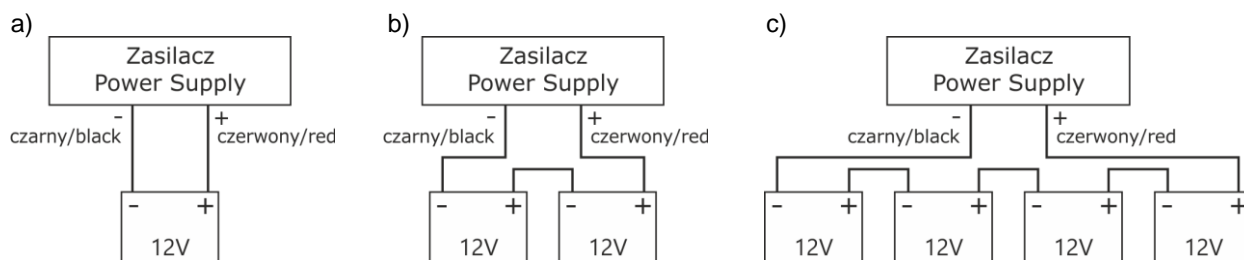 a)
Zasilacz
Power Supply
- +
czarny/black czerwony/red
- +
12V
b)
Zasilacz
Power Supply
- +
czarny/black czerwony/red
- + - +
12V 12V
c)
Zasilacz
Power Supply
- +
czarny/black czerwony/red
- + - + - + - +
12V 12V 12V 12V